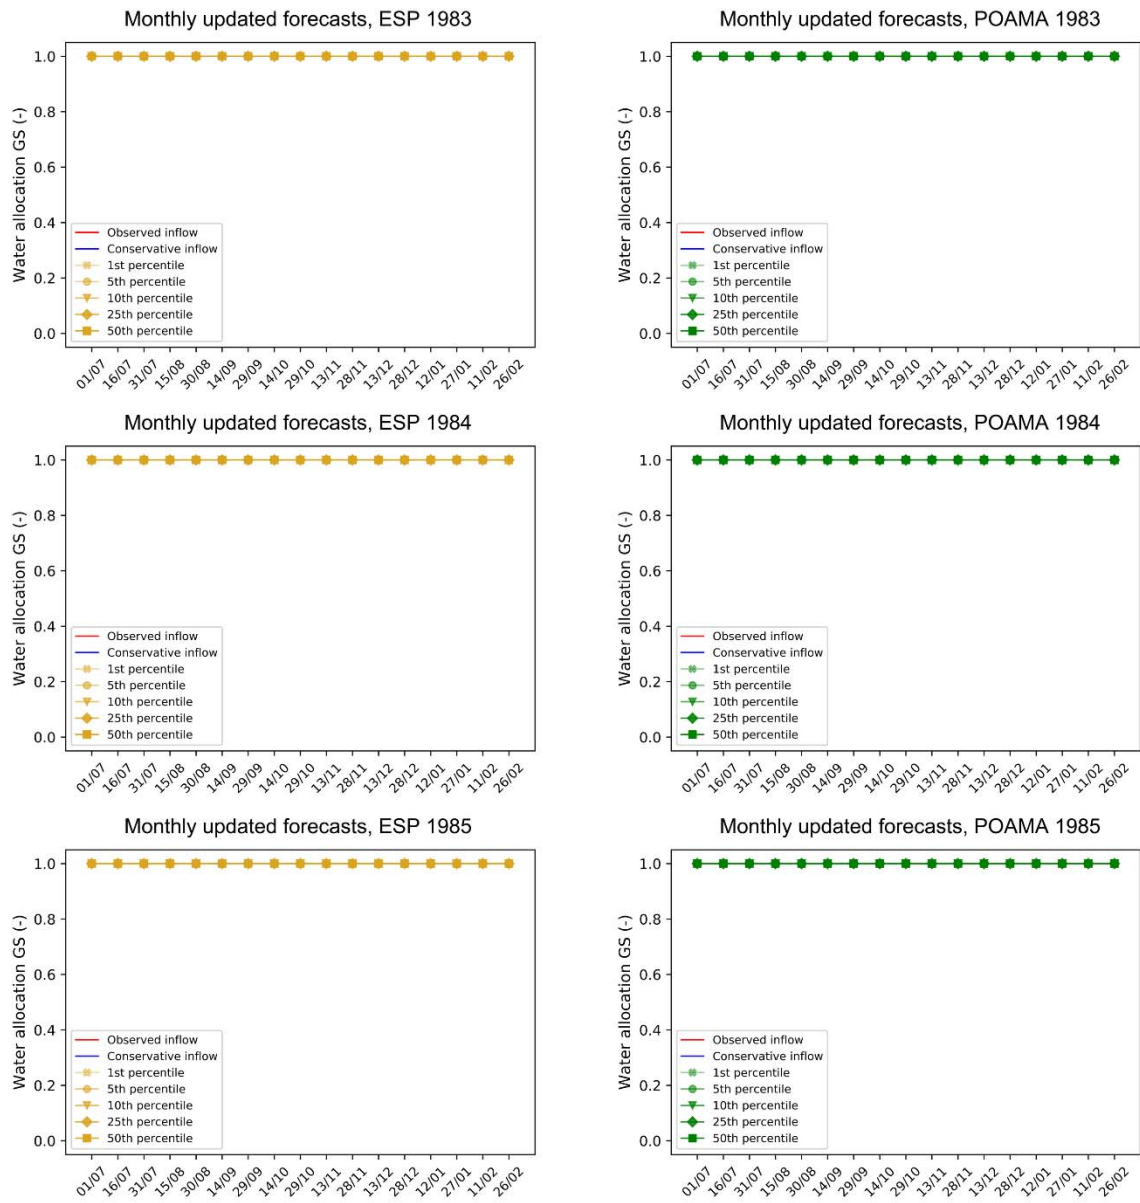 Monthly updated forecasts, ESP 1983
Water allocation GS (-)
1.0
0.8
0.6
0.4
0.2
0.0
Observed inflow
Conservative inflow
1st percentile
5th percentile
10th percentile
25th percentile
50th percentile
01/07 16/07 31/07 15/08 30/08 14/09 29/09 14/10 29/10 13/11 28/11 13/12 28/12 12/01 27/01 11/02 26/02
Monthly updated forecasts, POAMA 1983
Water allocation GS (-)
1.0
0.8
0.6
0.4
0.2
0.0
Observed inflow
Conservative inflow
1st percentile
5th percentile
10th percentile
25th percentile
50th percentile
01/07 16/07 31/07 15/08 30/08 14/09 29/09 14/10 29/10 13/11 28/11 13/12 28/12 12/01 27/01 11/02 26/02
Monthly updated forecasts, ESP 1984
Water allocation GS (-)
1.0
0.8
0.6
0.4
0.2
0.0
Observed inflow
Conservative inflow
1st percentile
5th percentile
10th percentile
25th percentile
50th percentile
01/07 16/07 31/07 15/08 30/08 14/09 29/09 14/10 29/10 13/11 28/11 13/12 28/12 12/01 27/01 11/02 26/02
Monthly updated forecasts, POAMA 1984
Water allocation GS (-)
1.0
0.8
0.6
0.4
0.2
0.0
Observed inflow
Conservative inflow
1st percentile
5th percentile
10th percentile
25th percentile
50th percentile
01/07 16/07 31/07 15/08 30/08 14/09 29/09 14/10 29/10 13/11 28/11 13/12 28/12 12/01 27/01 11/02 26/02
Monthly updated forecasts, ESP 1985
Water allocation GS (-)
1.0
0.8
0.6
0.4
0.2
0.0
Observed inflow
Conservative inflow
1st percentile
5th percentile
10th percentile
25th percentile
50th percentile
01/07 16/07 31/07 15/08 30/08 14/09 29/09 14/10 29/10 13/11 28/11 13/12 28/12 12/01 27/01 11/02 26/02
Monthly updated forecasts, POAMA 1985
Water allocation GS (-)
1.0
0.8
0.6
0.4
0.2
0.0
Observed inflow
Conservative inflow
1st percentile
5th percentile
10th percentile
25th percentile
50th percentile
01/07 16/07 31/07 15/08 30/08 14/09 29/09 14/10 29/10 13/11 28/11 13/12 28/12 12/01 27/01 11/02 26/02